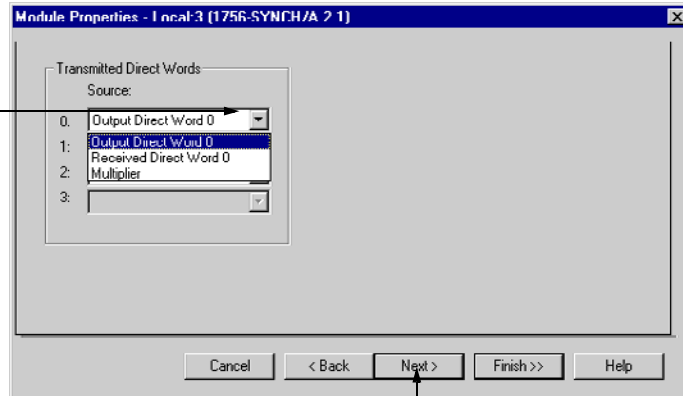 Module Properties - Local:3 (1756-SYNCH/A 2.1)
Transmitted Direct Words
Source:
0. Output Direct Word 0
1: Output Direct Word 0
Received Direct Word 0
2: Multiplier
3:
Cancel < Back Next > Finish >> Help